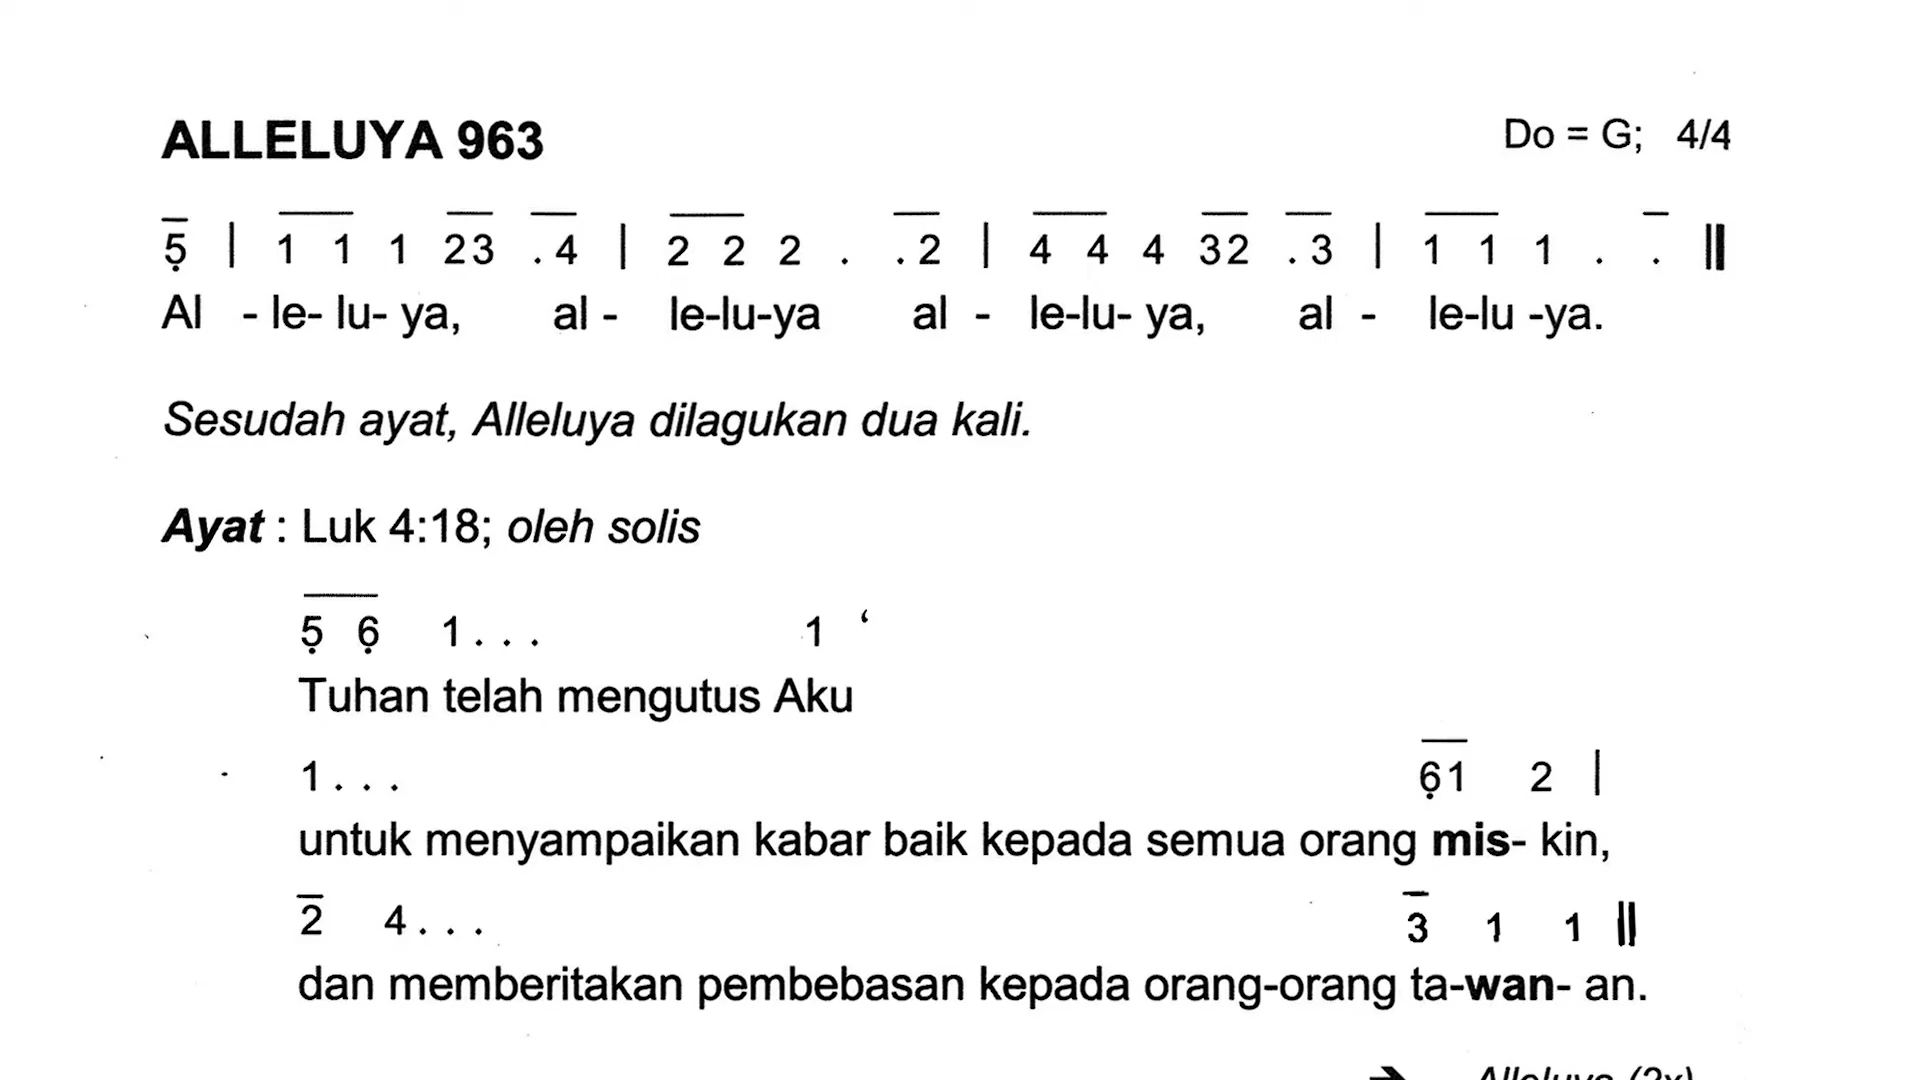 ALLELUYA 963 Do = G; 4/4
5̣ | 1 1 1 23 .4 | 2 2 2 . .2 | 4 4 4 32 .3 | 1 1 1 . . ||
Al - le- lu- ya, al - le-lu-ya al - le-lu- ya, al - le-lu -ya.
Sesudah ayat, Alleluya dilagukan dua kali.
Ayat : Luk 4:18; oleh solis
5̣ 6̣ 1 . . . 1 ‘
Tuhan telah mengutus Aku
1 . . . 6̣1 2 |
untuk menyampaikan kabar baik kepada semua orang mis- kin,
2 4 . . . 3 1 1 ||
dan memberitakan pembebasan kepada orang-orang ta-wan- an.
→ Alleluya (2x)